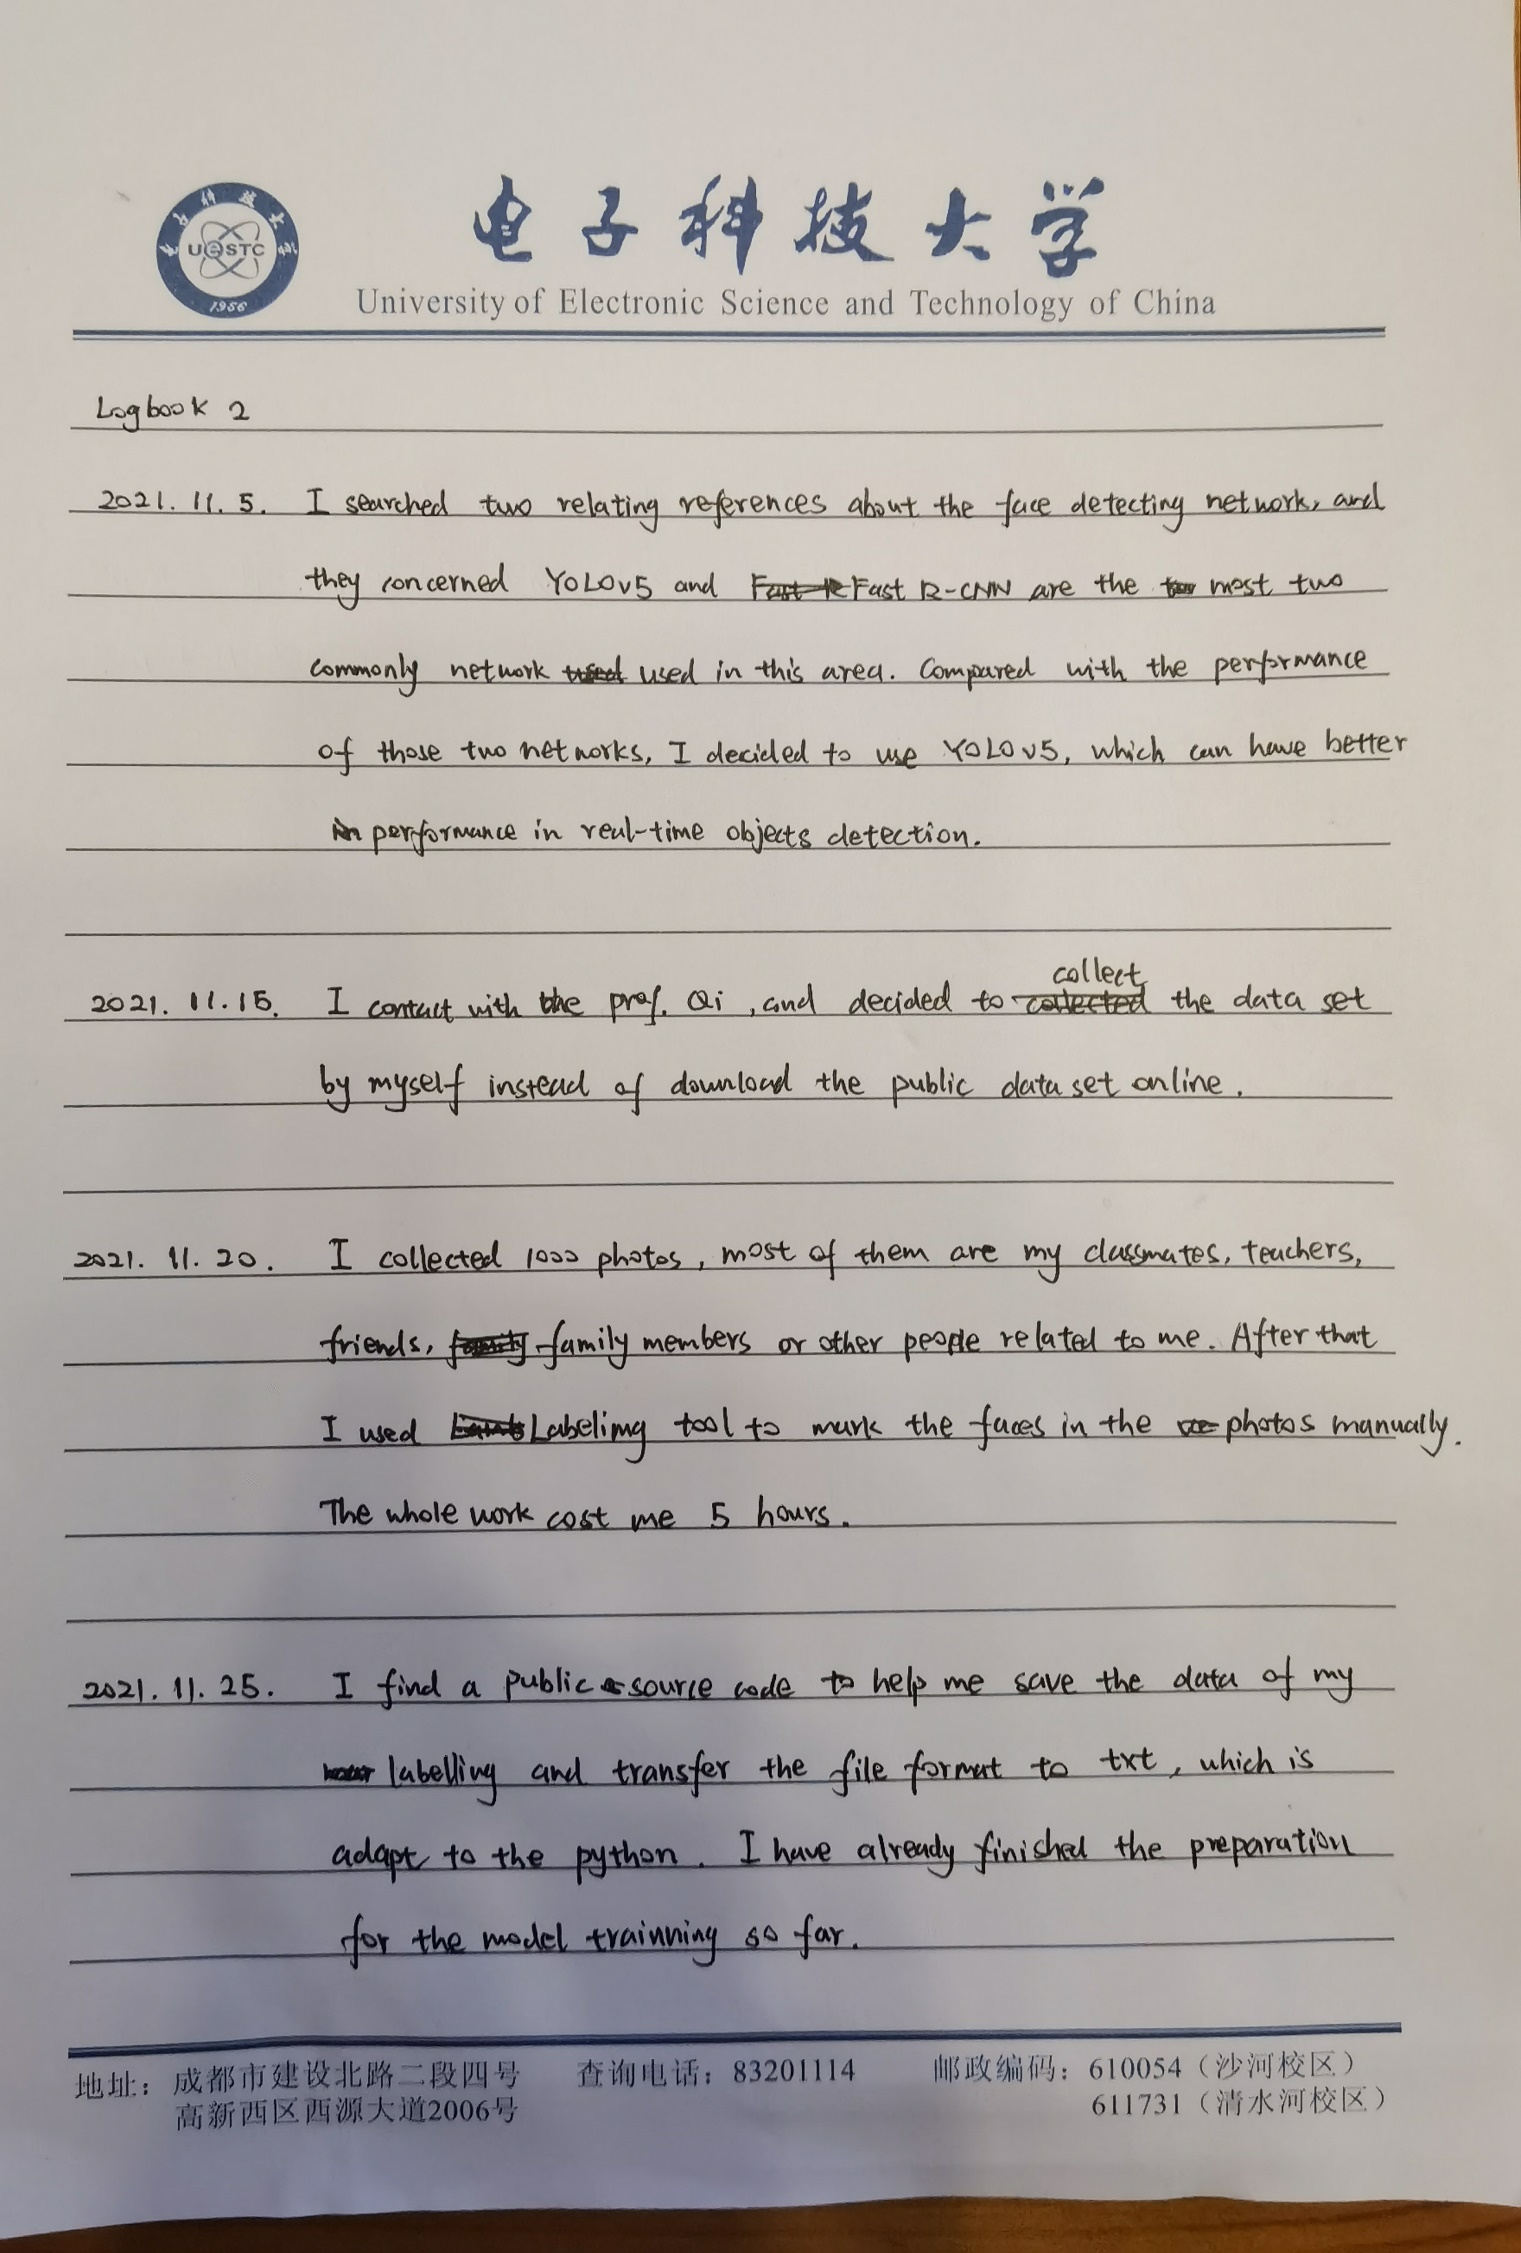 电子科技大学
UESTC
1956
电子科技大学
University of Electronic Science and Technology of China
Logbook 2
2021. 11. 5. I searched two relating references about the face detecting network, and
they concerned YOLOv5 and Fast R-CNN are the most two
commonly network used in this area. Compared with the performance
of those two networks, I decided to use YOLOv5, which can have better
performance in real-time objects detection.
collect
2021. 11. 15. I contact with the prof. Qi, and decided to collected the data set
by myself instead of download the public data set online.
2021. 11. 20. I collected 1000 photos, most of them are my classmates, teachers,
friends, family members or other people related to me. After that
I used Labelimg tool to mark the faces in the photos manually.
The whole work cost me 5 hours.
2021. 11. 25. I find a public source code to help me save the data of my
labelling and transfer the file format to txt, which is
adapt to the python. I have already finished the preparation
for the model trainning so far.
地址：成都市建设北路二段四号 查询电话：83201114 邮政编码：610054（沙河校区）
高新西区西源大道2006号 611731（清水河校区）